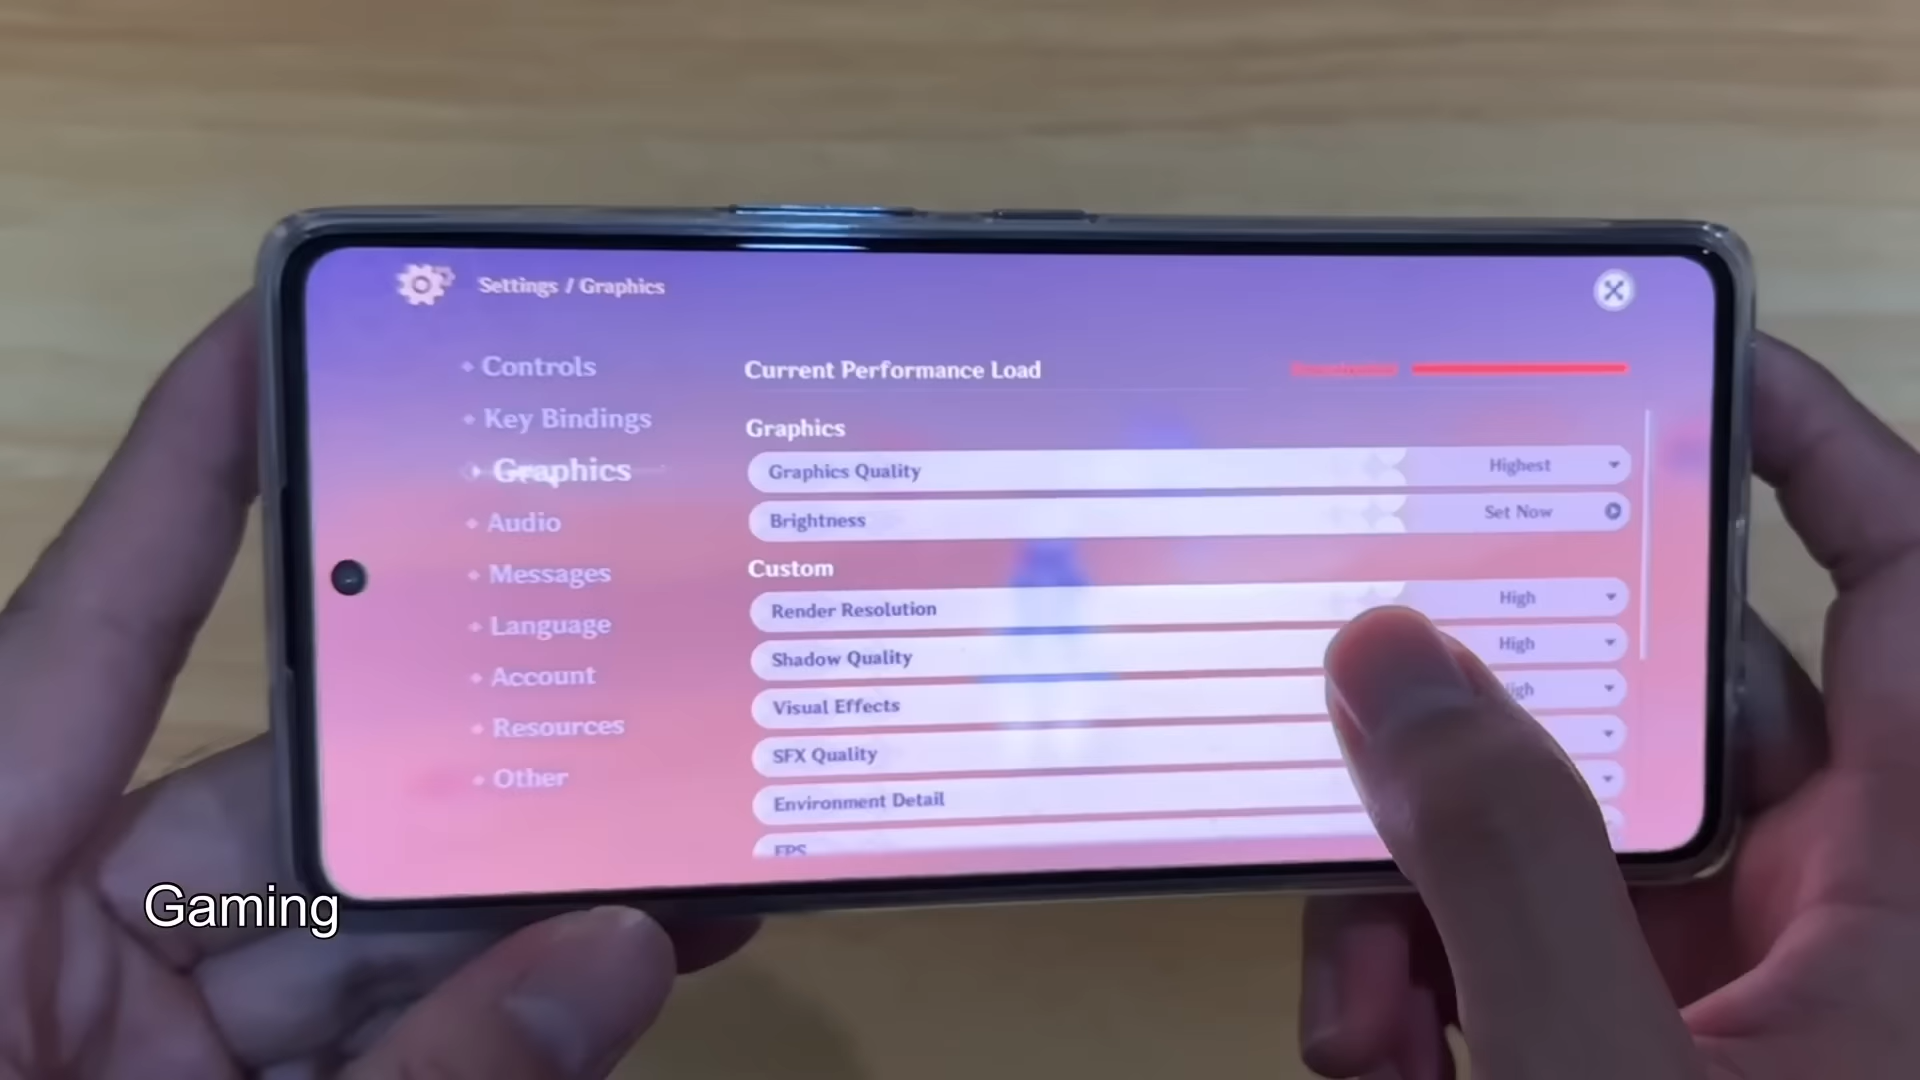 Settings / Graphics
Controls
Key Bindings
Graphics
Audio
Messages
Language
Account
Resources
Other
Current Performance Load
Graphics
Graphics Quality Highest
Brightness Set Now
Custom
Render Resolution High
Shadow Quality High
Visual Effects
SFX Quality
Environment Detail
FPS
Gaming